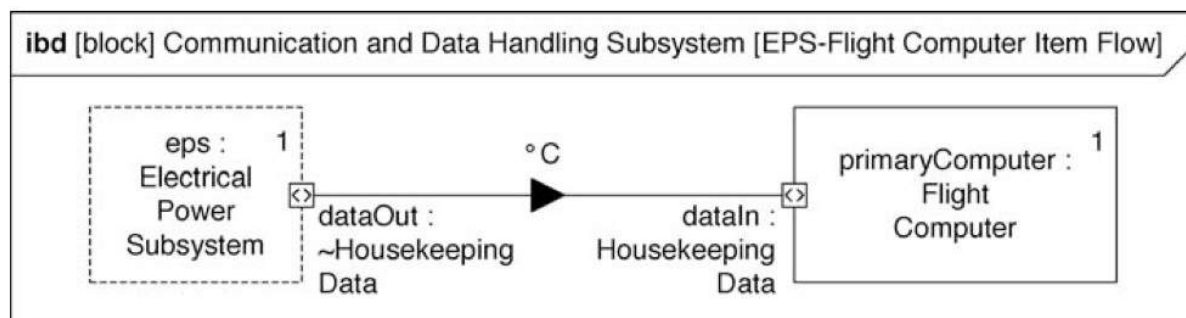 ibd [block] Communication and Data Handling Subsystem [EPS-Flight Computer Item Flow]
eps :
1
Electrical
Power
Subsystem
<>
dataOut :
~Housekeeping
Data
°C
<>
dataIn :
Housekeeping
Data
primaryComputer :
1
Flight
Computer